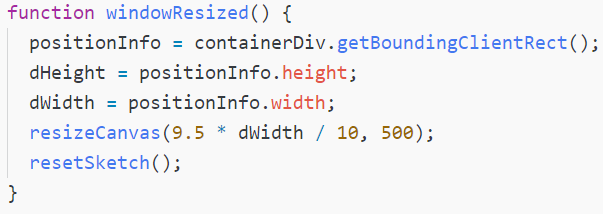 function windowResized() {
  positionInfo = containerDiv.getBoundingClientRect();
  dHeight = positionInfo.height;
  dWidth = positionInfo.width;
  resizeCanvas(9.5 * dWidth / 10, 500);
  resetSketch();
}